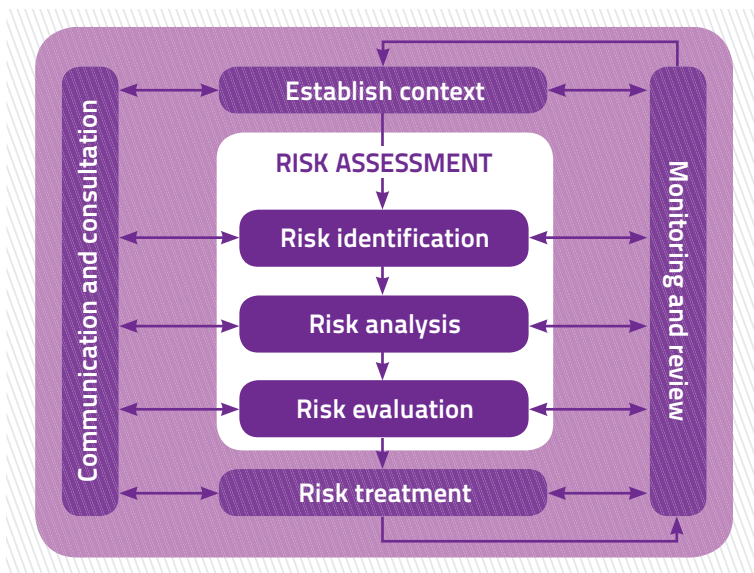 Establish context
RISK ASSESSMENT
Risk identification
Risk analysis
Risk evaluation
Risk treatment
Communication and consultation
Monitoring and review